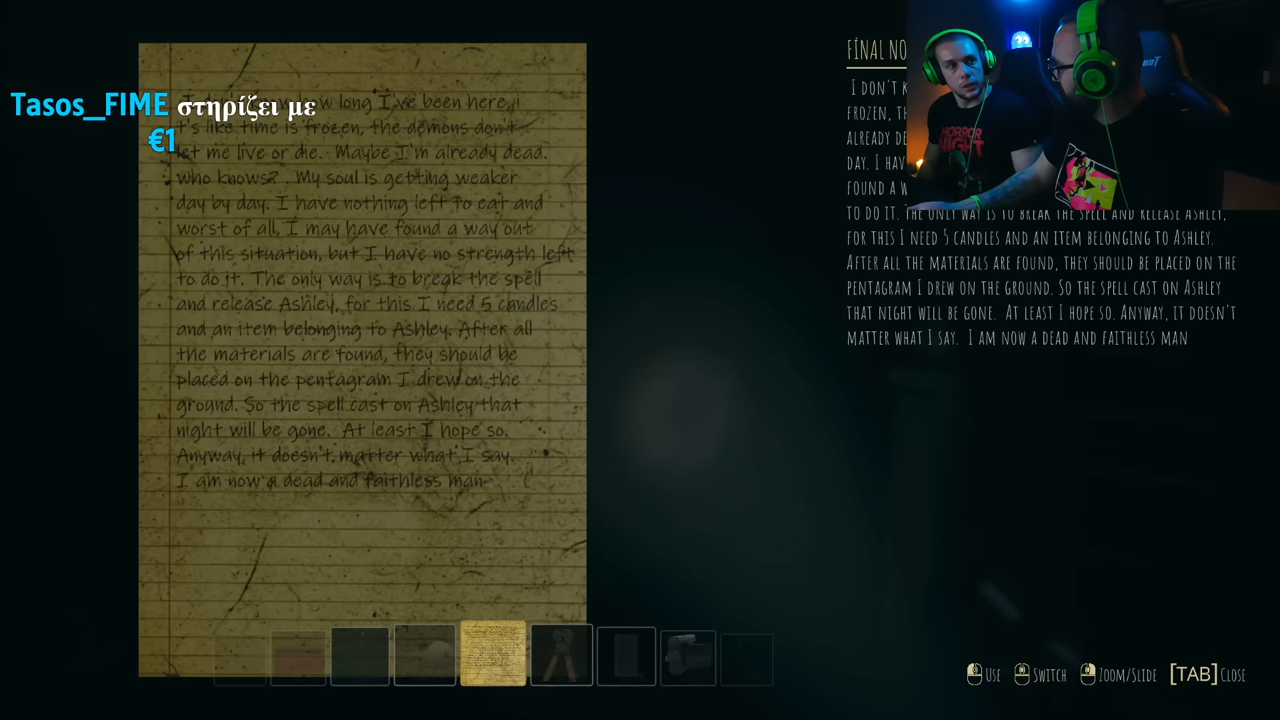 Tasos_FIME στηρίζει με
€1
long I've been here, i
t's like time is frozen, the demons don't
let me live or die. Maybe I'm already dead.
who knows? My soul is getting weaker
day by day. I have nothing left to eat and
worst of all, I may have found a way out
of this situation, but I have no strength left
to do it. The only way is to break the spell
and release Ashley, for this I need 5 candles
and an item belonging to Ashley. After all
the materials are found, they should be
placed on the pentagram I drew on the
ground. So the spell cast on Ashley that
night will be gone. At least I hope so.
Anyway, it doesn't matter what I say.
I am now a dead and faithless man
FINAL NO
I DON'T K
FROZEN, TH
ALREADY DE
DAY. I HAV
FOUND A W
TO DO IT. THE ONLY WAY IS TO BREAK THE SPELL AND RELEASE ASHLEY,
FOR THIS I NEED 5 CANDLES AND AN ITEM BELONGING TO ASHLEY.
AFTER ALL THE MATERIALS ARE FOUND, THEY SHOULD BE PLACED ON THE
PENTAGRAM I DREW ON THE GROUND. SO THE SPELL CAST ON ASHLEY
THAT NIGHT WILL BE GONE. AT LEAST I HOPE SO. ANYWAY, IT DOESN'T
MATTER WHAT I SAY. I AM NOW A DEAD AND FAITHLESS MAN
HORROR
NIGHT
USE
SWITCH
ZOOM/SLIDE
[TAB] CLOSE